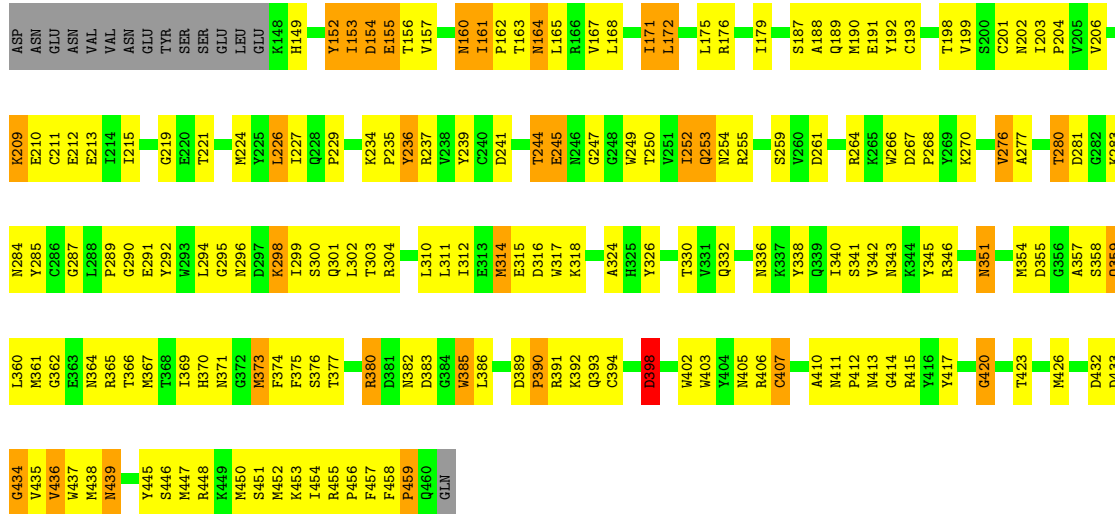 ASP ASN GLU ASN VAL VAL ASN GLU TYR SER SER GLU LEU GLU K148 H149 Y152 I153 D154 E155 T156 V157 N160 I161 P162 T163 N164 L165 R166 V167 L168 I171 L172 L175 R176 I179 S187 A188 Q189 M190 E191 Y192 C193 T198 V199 S200 C201 N202 I203 P204 V205 V206
K209 E210 C211 E212 E213 I214 I215 G219 E220 T221 M224 Y225 L226 I227 Q228 P229 K234 P235 Y236 R237 V238 Y239 C240 D241 T244 E245 N246 G247 G248 W249 T250 V251 I252 Q253 N254 R255 S259 V260 D261 R264 K265 W266 D267 P268 Y269 K270 V276 A277 T280 D281 G282 K283
N284 Y285 C286 G287 L288 P289 G290 E291 Y292 W293 L294 G295 N296 D297 K298 I299 S300 Q301 L302 T303 R304 L310 L311 I312 E313 M314 E315 D316 W317 K318 A324 H325 Y326 T330 V331 Q332 N336 K337 Y338 Q339 I340 S341 V342 N343 K344 Y345 R346 N351 M354 D355 G356 A357 S358 Q359
L360 M361 G362 E363 N364 R365 T366 M367 T368 I369 H370 N371 G372 M373 F374 F375 S376 T377 R380 D381 N382 D383 G384 W385 L386 D389 P390 R391 K392 Q393 C394 D398 W402 W403 Y404 N405 R406 C407 A410 N411 P412 N413 G414 R415 Y416 Y417 G420 T423 M426 D432 D433
G434 V435 V436 W437 M438 N439 Y445 S446 M447 R448 K449 M450 S451 M452 K453 I454 R455 P456 F457 F458 P459 Q460 GLN